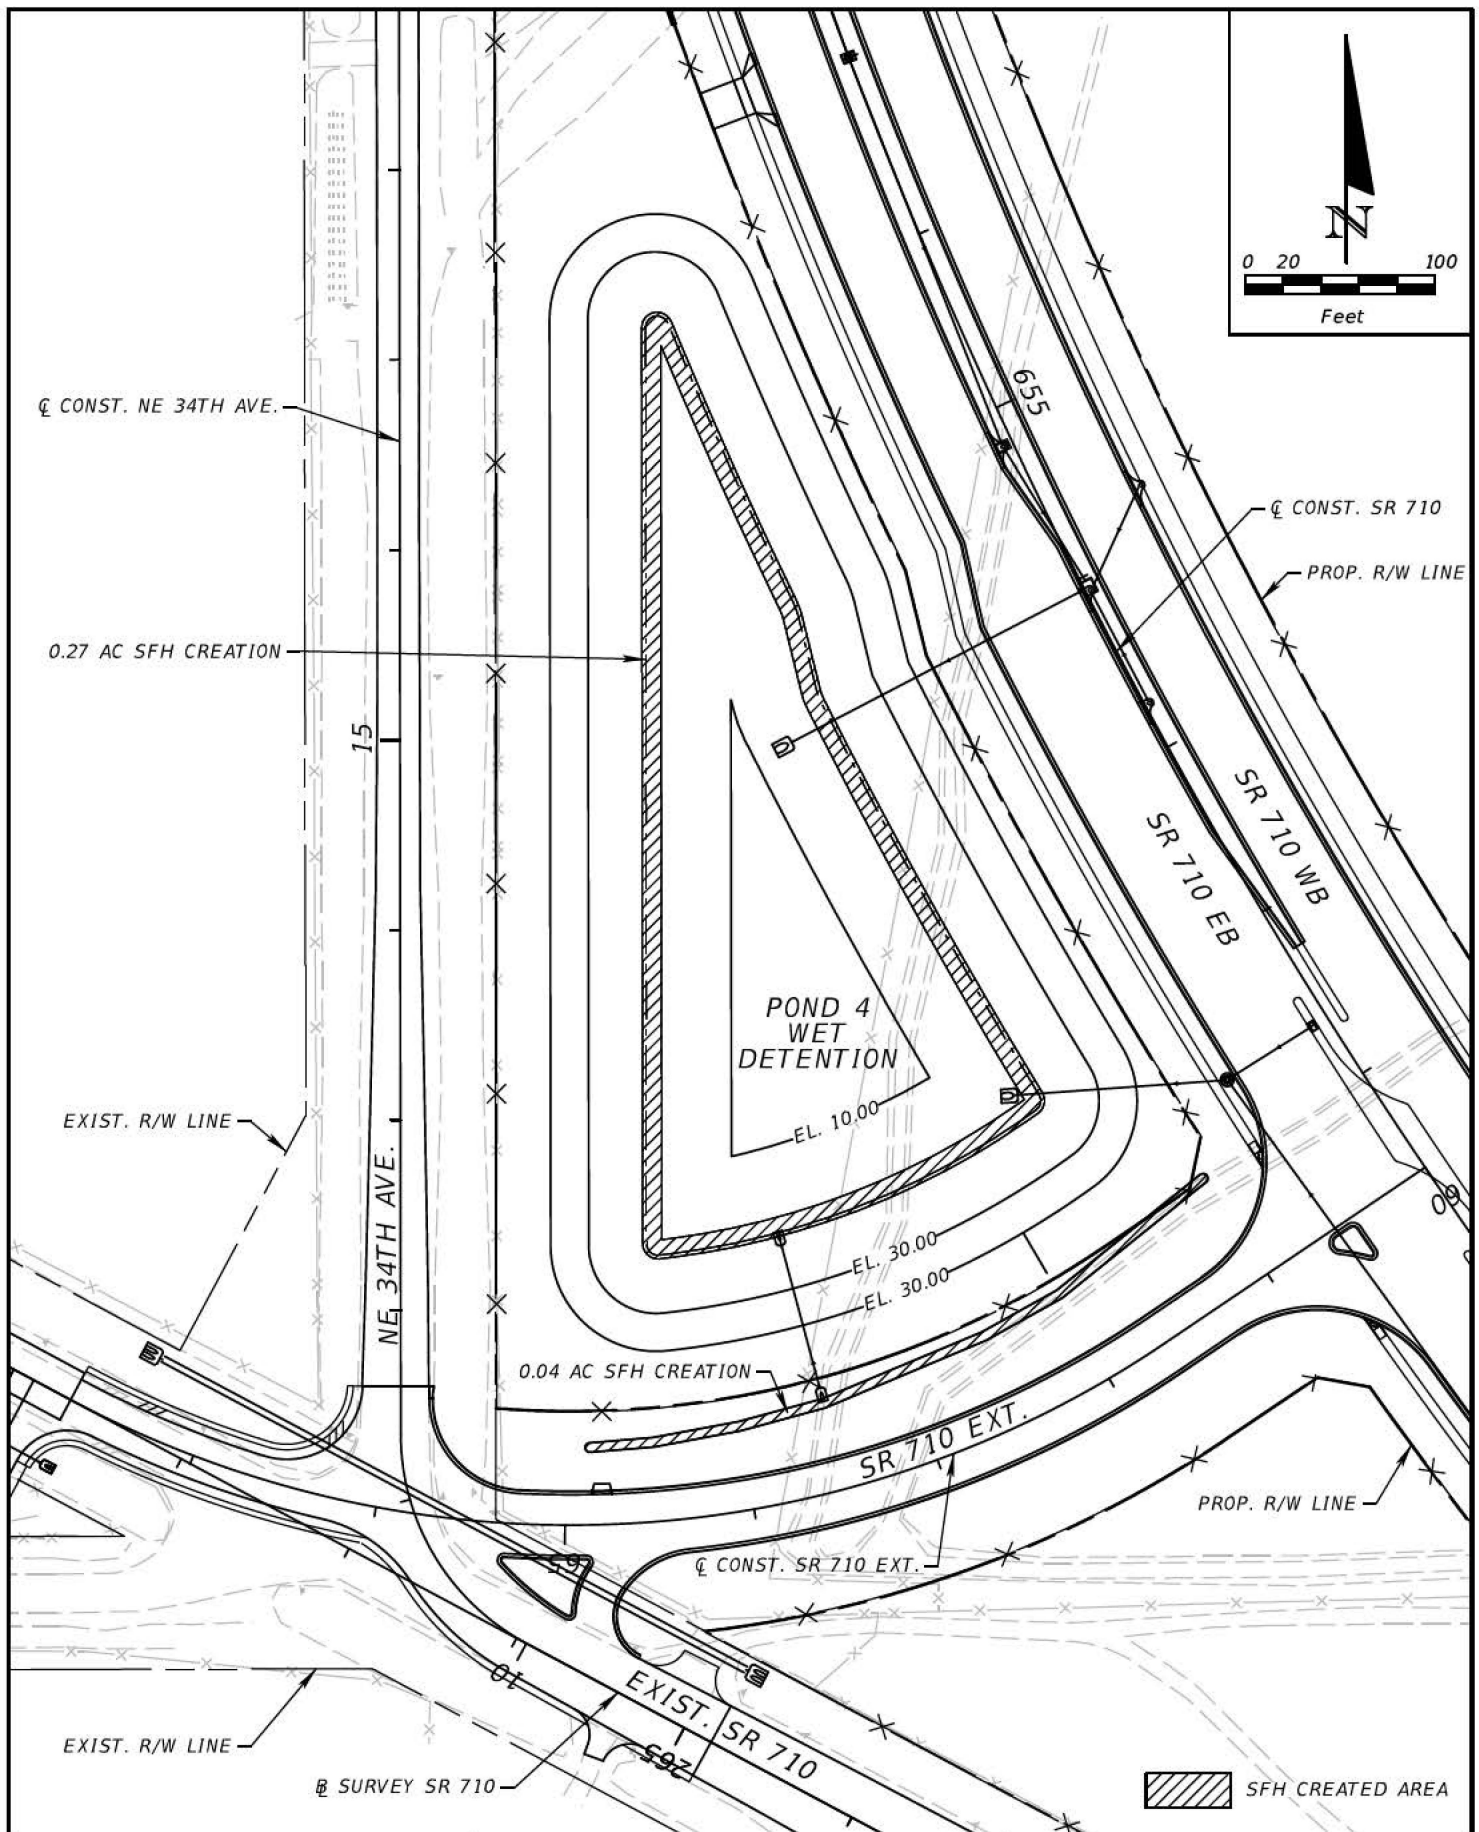 N
0 20 100
Feet
655
℄ CONST. NE 34TH AVE.
℄ CONST. SR 710
PROP. R/W LINE
0.27 AC SFH CREATION
15
SR 710 WB
SR 710 EB
POND 4
WET
DETENTION
EL. 10.00
EXIST. R/W LINE
NE 34TH AVE.
60
EL. 30.00
EL. 30.00
0.04 AC SFH CREATION
SR 710 EXT.
PROP. R/W LINE
65
℄ CONST. SR 710 EXT.
10
EXIST. SR 710
265
EXIST. R/W LINE
BL SURVEY SR 710
SFH CREATED AREA